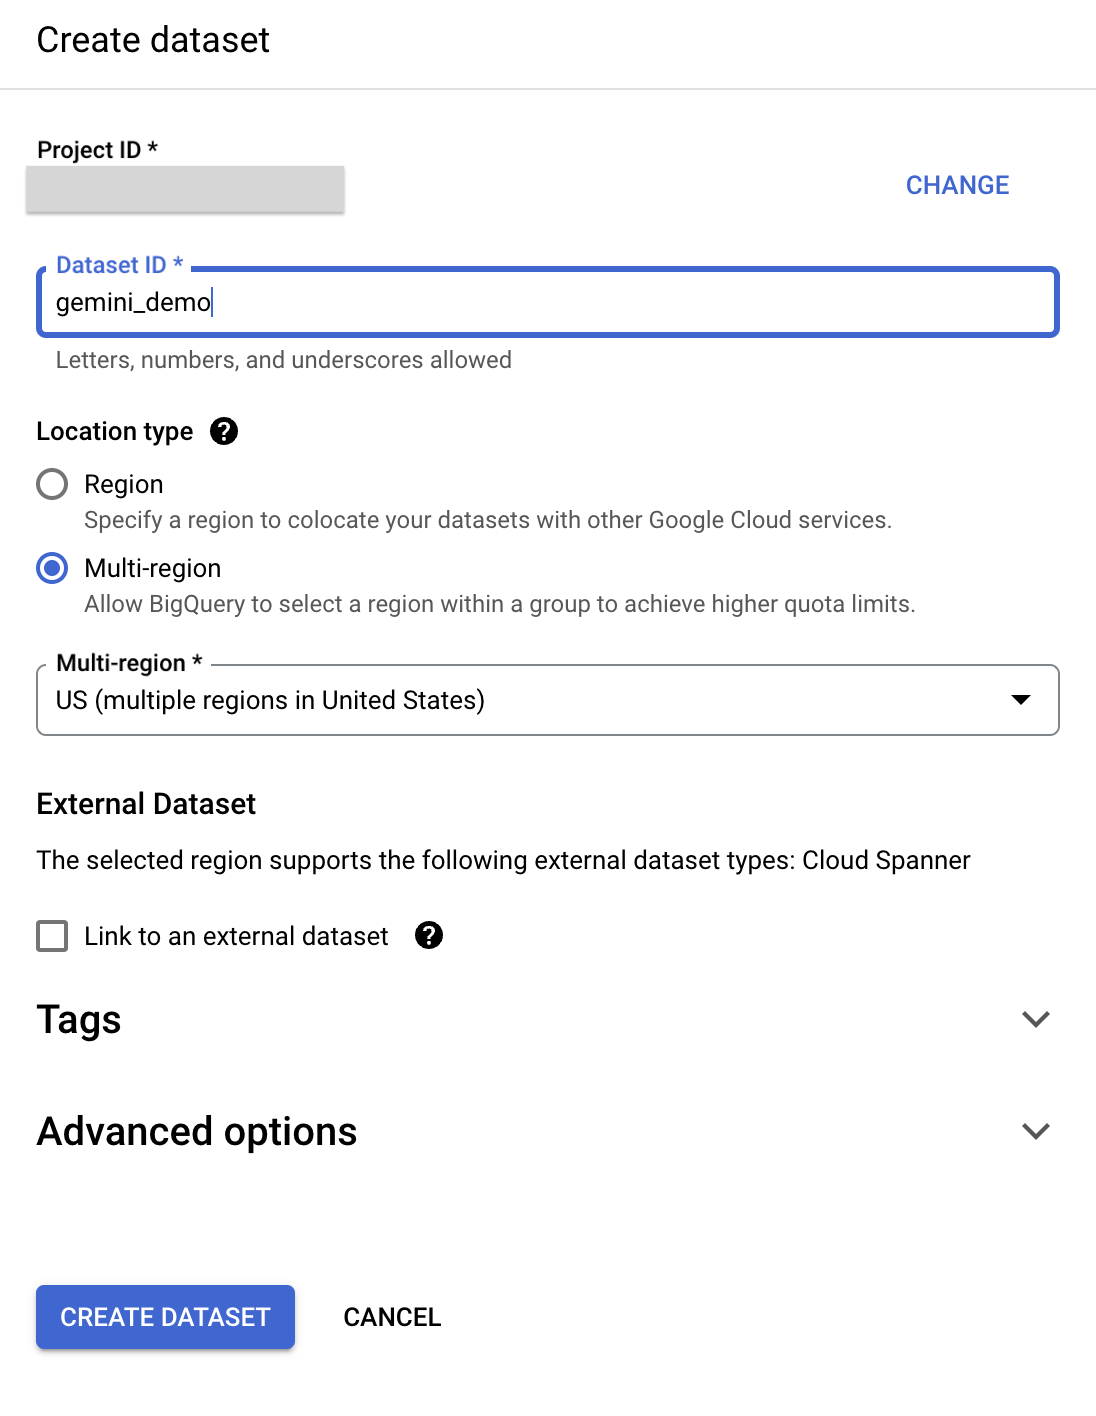 Create dataset
Project ID *
CHANGE
Dataset ID *
gemini_demo
Letters, numbers, and underscores allowed
Location type
Region
Specify a region to colocate your datasets with other Google Cloud services.
Multi-region
Allow BigQuery to select a region within a group to achieve higher quota limits.
Multi-region *
US (multiple regions in United States)
External Dataset
The selected region supports the following external dataset types: Cloud Spanner
Link to an external dataset
Tags
Advanced options
CREATE DATASET CANCEL